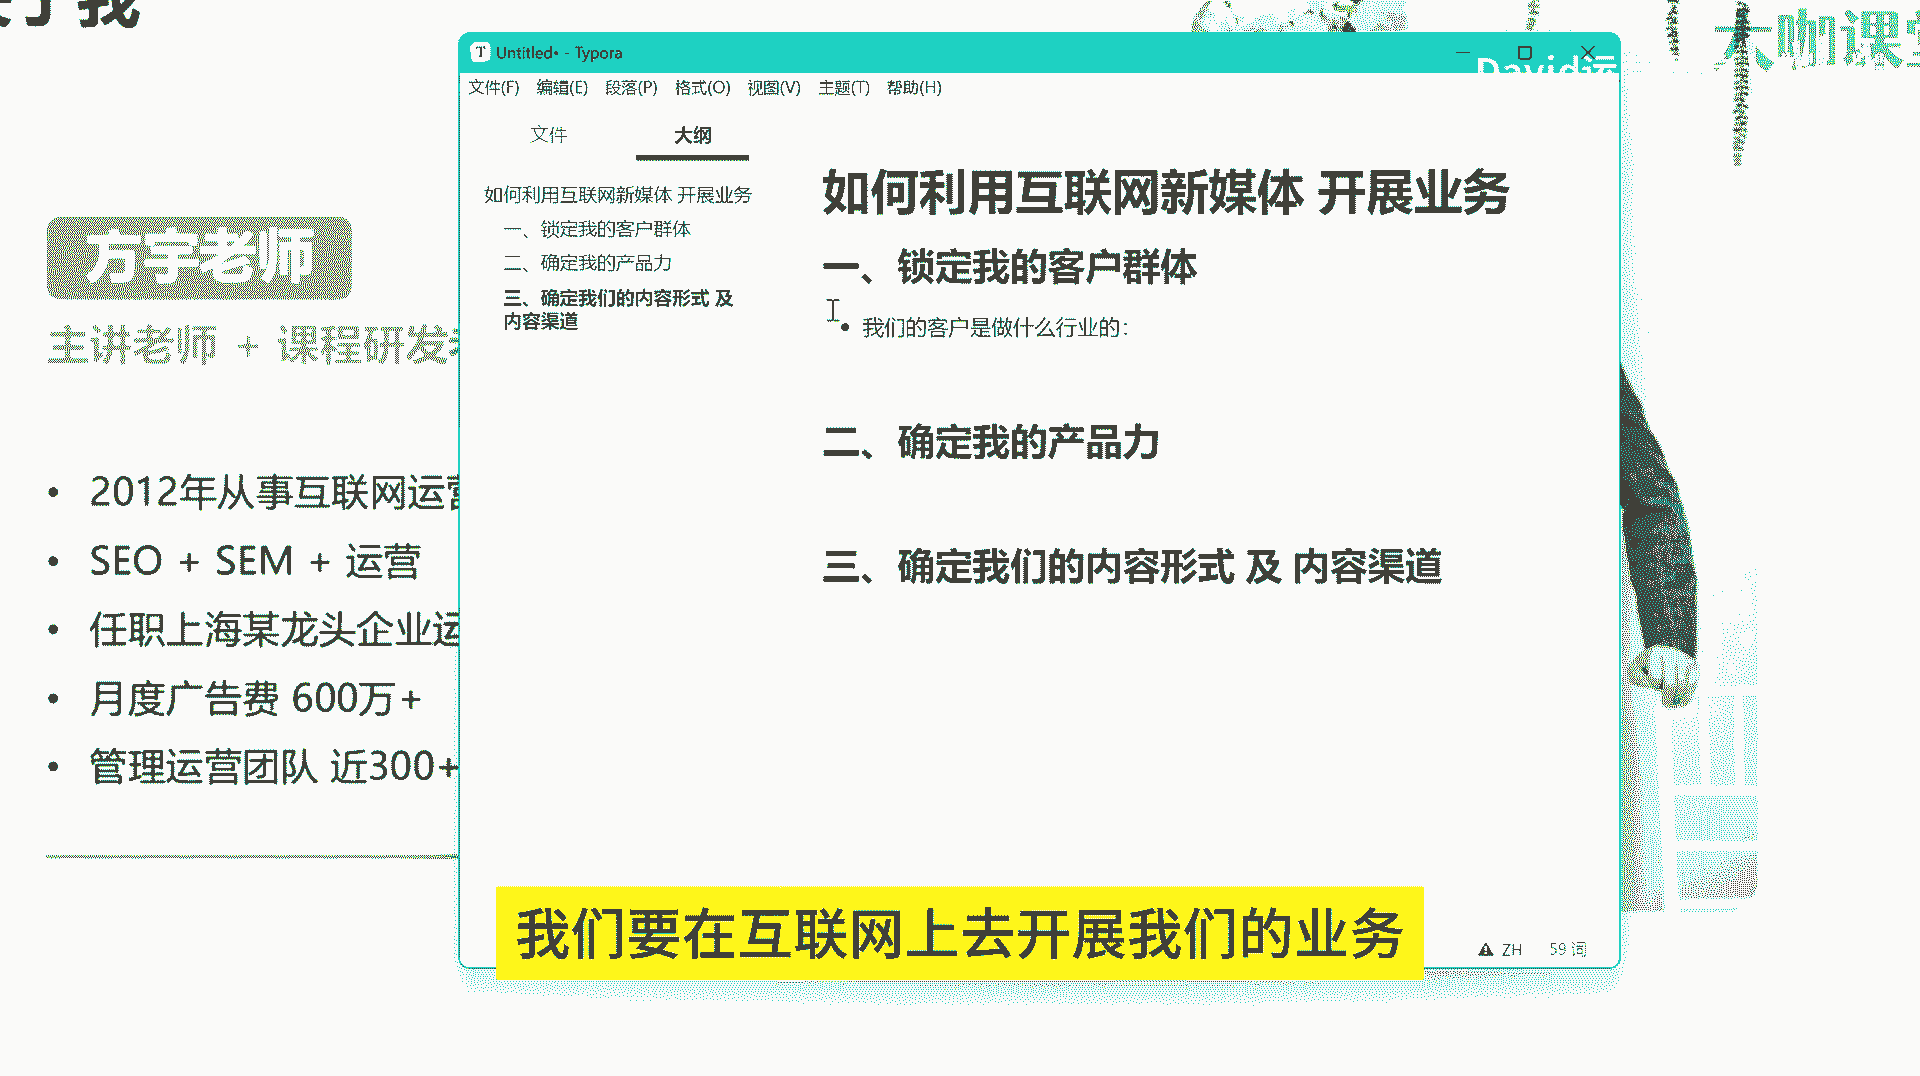 于我
大咖课堂
方宇老师
主讲老师 + 课程研发
2012年从事互联网运营
SEO + SEM + 运营
任职上海某龙头企业运
月度广告费 600万+
管理运营团队 近300+
Untitled• - Typora
David运
文件(F) 编辑(E) 段落(P) 格式(O) 视图(V) 主题(T) 帮助(H)
文件 大纲
如何利用互联网新媒体 开展业务
一、锁定我的客户群体
二、确定我的产品力
三、确定我们的内容形式 及
内容渠道
如何利用互联网新媒体 开展业务
一、锁定我的客户群体
我们的客户是做什么行业的：
二、确定我的产品力
三、确定我们的内容形式 及 内容渠道
ZH 59 词
我们要在互联网上去开展我们的业务